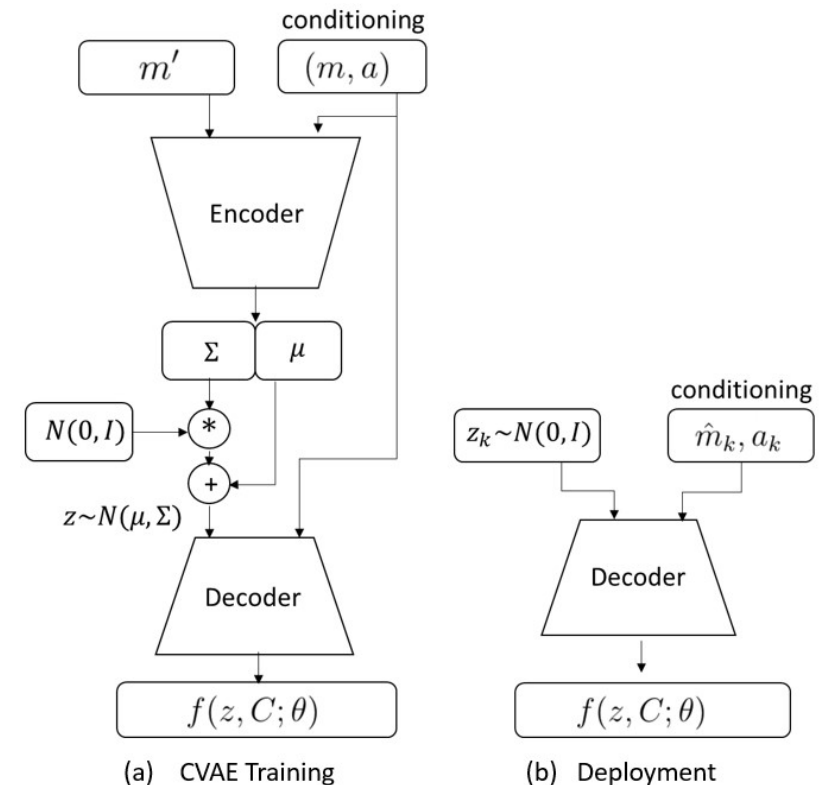 conditioning
m′
(m, a)
Encoder
Σ
μ
N(0, I)
*
+
z~N(μ, Σ)
Decoder
f(z, C; θ)
(a) CVAE Training
conditioning
z_k~N(0, I)
m̂_k, a_k
Decoder
f(z, C; θ)
(b) Deployment